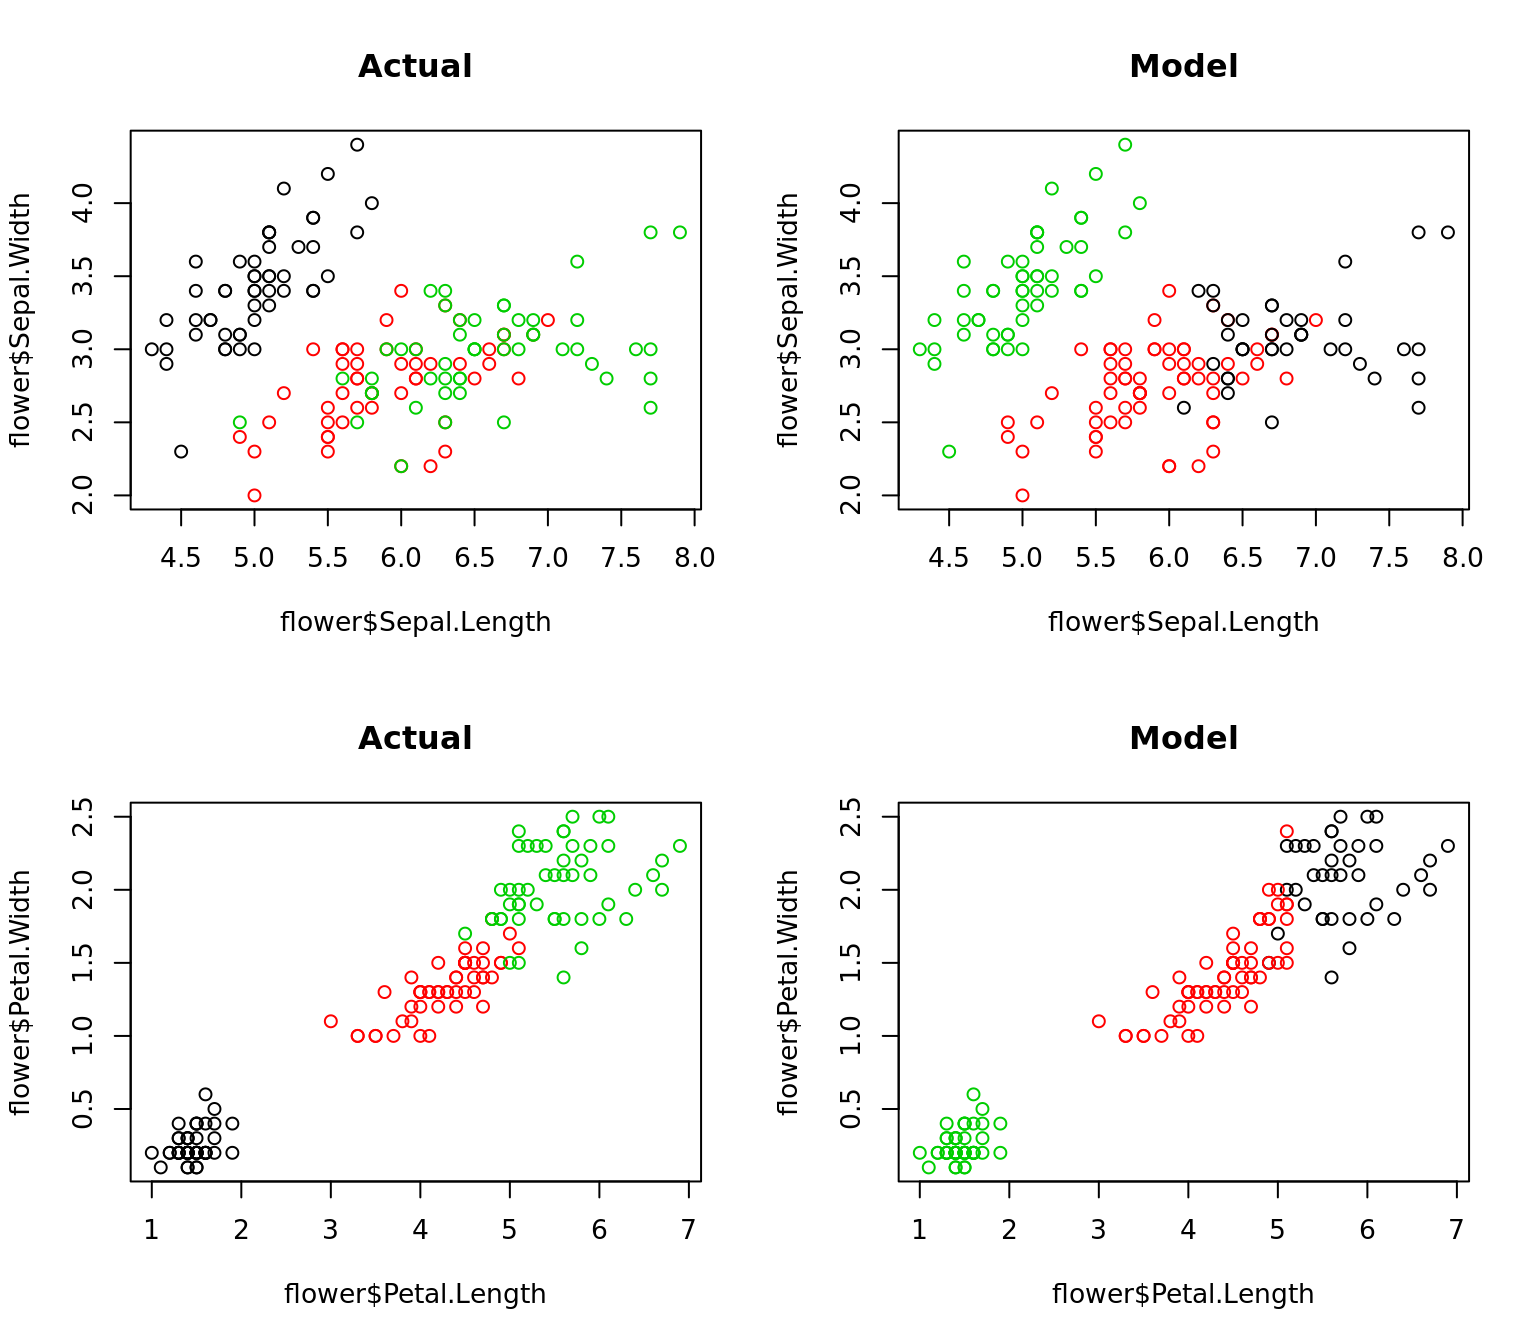 Actual
Model
flower$Sepal.Width
4.0
3.5
3.0
2.5
2.0
4.5 5.0 5.5 6.0 6.5 7.0 7.5 8.0
flower$Sepal.Length
flower$Sepal.Width
4.0
3.5
3.0
2.5
2.0
4.5 5.0 5.5 6.0 6.5 7.0 7.5 8.0
flower$Sepal.Length
Actual
Model
flower$Petal.Width
2.5
2.0
1.5
1.0
0.5
1 2 3 4 5 6 7
flower$Petal.Length
flower$Petal.Width
2.5
2.0
1.5
1.0
0.5
1 2 3 4 5 6 7
flower$Petal.Length